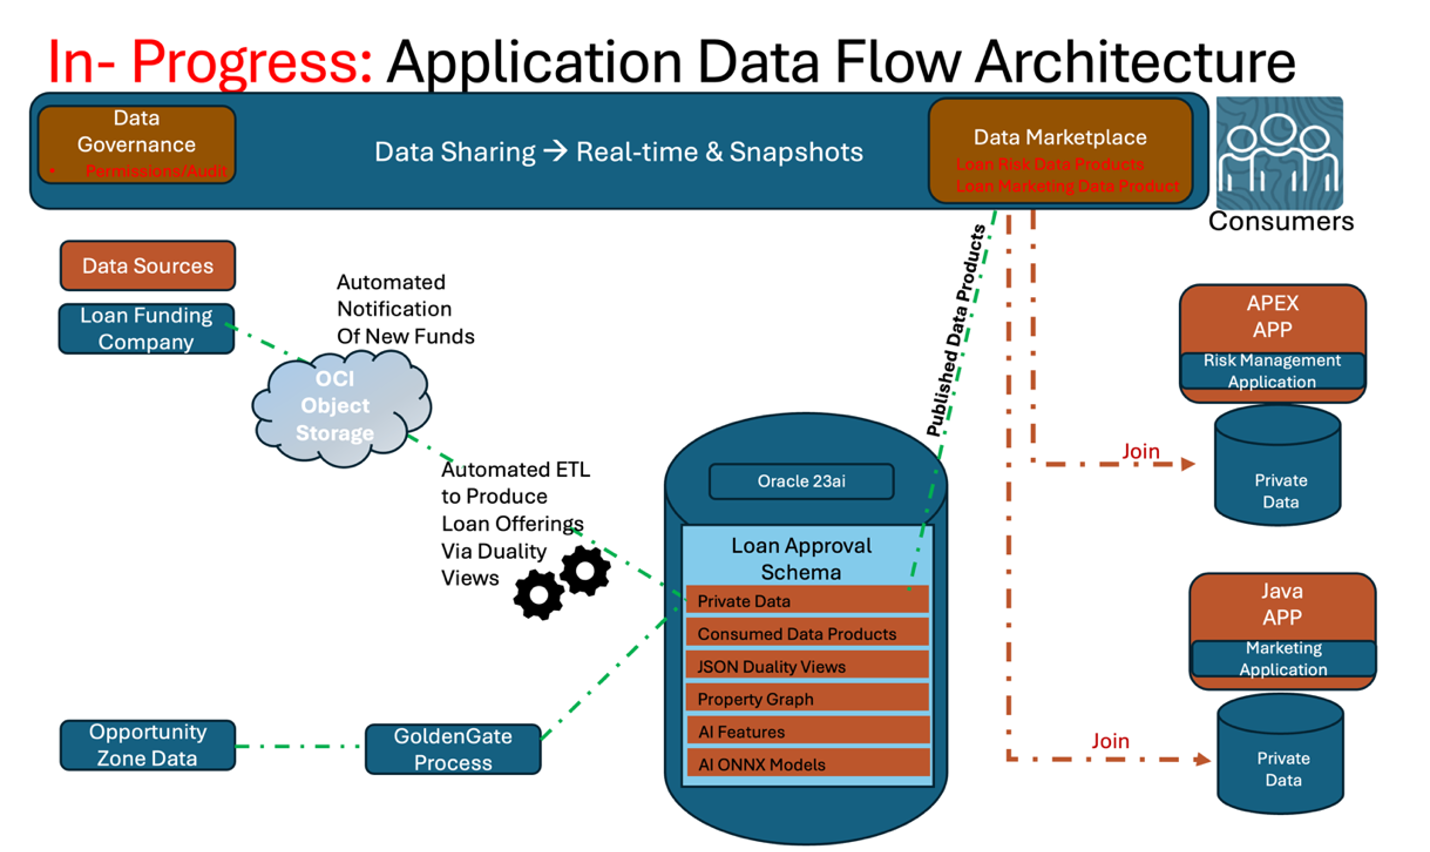 In- Progress: Application Data Flow Architecture
Data
Governance
• Permissions/Audit
Data Sharing → Real-time & Snapshots
Data Marketplace
Loan Risk Data Products
Loan Marketing Data Product
Consumers
Data Sources
Loan Funding
Company
Automated
Notification
Of New Funds
OCI
Object
Storage
Automated ETL
to Produce
Loan Offerings
Via Duality
Views
Opportunity
Zone Data
GoldenGate
Process
Oracle 23ai
Loan Approval
Schema
Private Data
Consumed Data Products
JSON Duality Views
Property Graph
AI Features
AI ONNX Models
Published Data Products
APEX
APP
Risk Management
Application
Join
Private
Data
Java
APP
Marketing
Application
Join
Private
Data